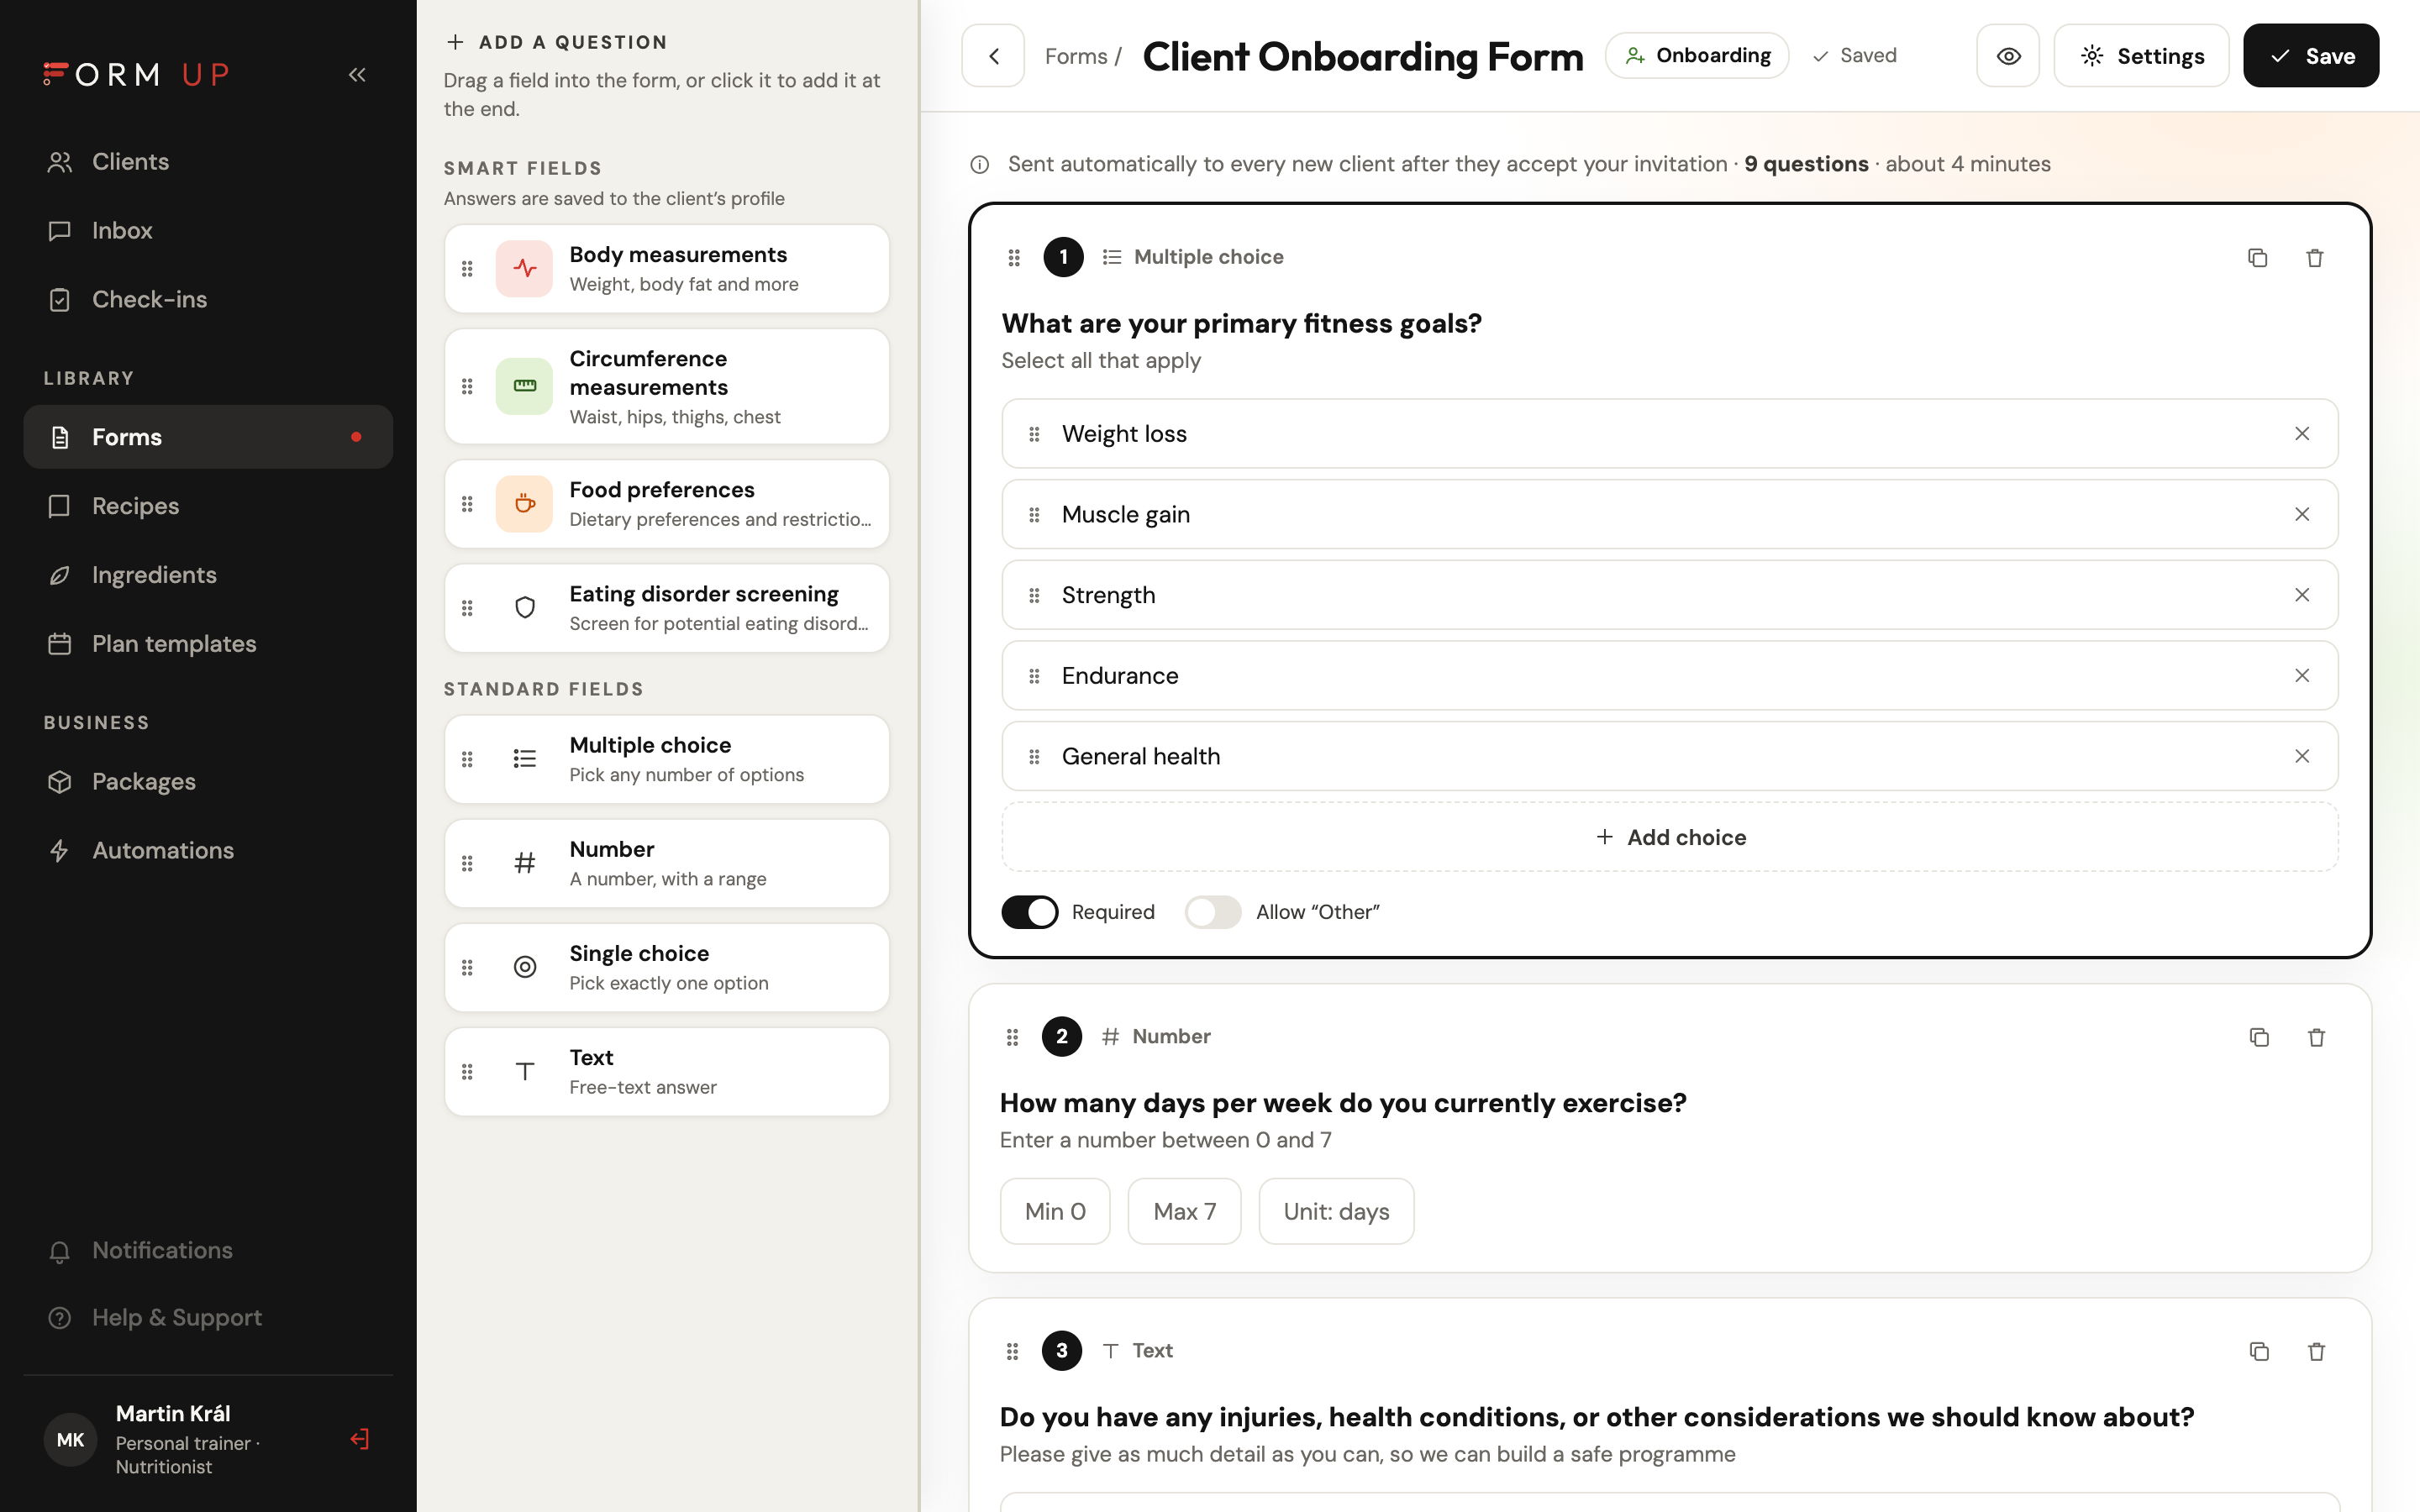 FORM UP
Clients
Inbox
Check-ins
LIBRARY
Forms
Recipes
Ingredients
Plan templates
BUSINESS
Packages
Automations
Notifications
Help & Support
MK
Martin Král
Personal trainer ·
Nutritionist
ADD A QUESTION
Drag a field into the form, or click it to add it at
the end.
SMART FIELDS
Answers are saved to the client’s profile
Body measurements
Weight, body fat and more
Circumference
measurements
Waist, hips, thighs, chest
Food preferences
Dietary preferences and restrictio…
Eating disorder screening
Screen for potential eating disord…
STANDARD FIELDS
Multiple choice
Pick any number of options
Number
A number, with a range
Single choice
Pick exactly one option
Text
Free-text answer
Forms / Client Onboarding Form Onboarding Saved Settings Save
Sent automatically to every new client after they accept your invitation · 9 questions · about 4 minutes
1 Multiple choice
What are your primary fitness goals?
Select all that apply
Weight loss
Muscle gain
Strength
Endurance
General health
Add choice
Required Allow “Other”
2 Number
How many days per week do you currently exercise?
Enter a number between 0 and 7
Min 0 Max 7 Unit: days
3 Text
Do you have any injuries, health conditions, or other considerations we should know about?
Please give as much detail as you can, so we can build a safe programme